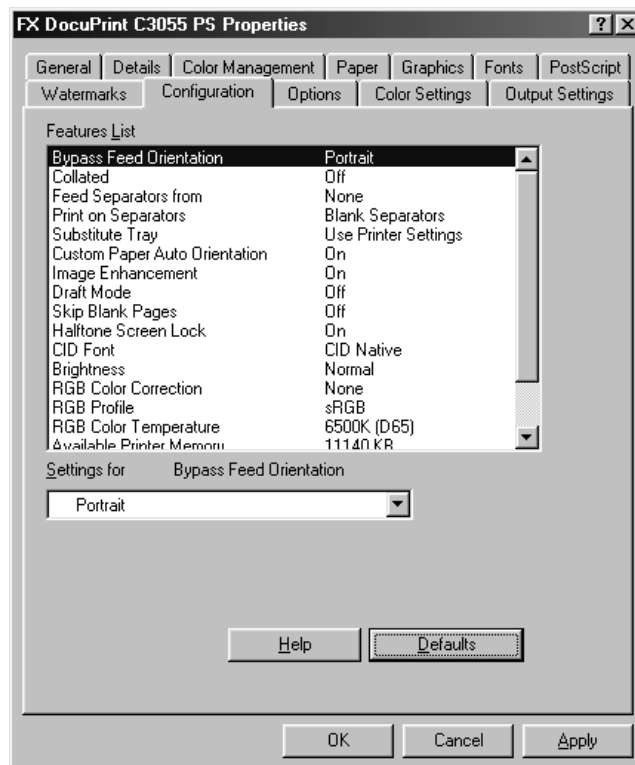 FX DocuPrint C3055 PS Properties
General Details Color Management Paper Graphics Fonts PostScript
Watermarks Configuration Options Color Settings Output Settings
Features List
Bypass Feed Orientation Portrait
Collated Off
Feed Separators from None
Print on Separators Blank Separators
Substitute Tray Use Printer Settings
Custom Paper Auto Orientation On
Image Enhancement On
Draft Mode Off
Skip Blank Pages Off
Halftone Screen Lock On
CID Font CID Native
Brightness Normal
RGB Color Correction None
RGB Profile sRGB
RGB Color Temperature 6500K (D65)
Available Printer Memory 11140 KB
Settings for Bypass Feed Orientation
Portrait
Help Defaults
OK Cancel Apply